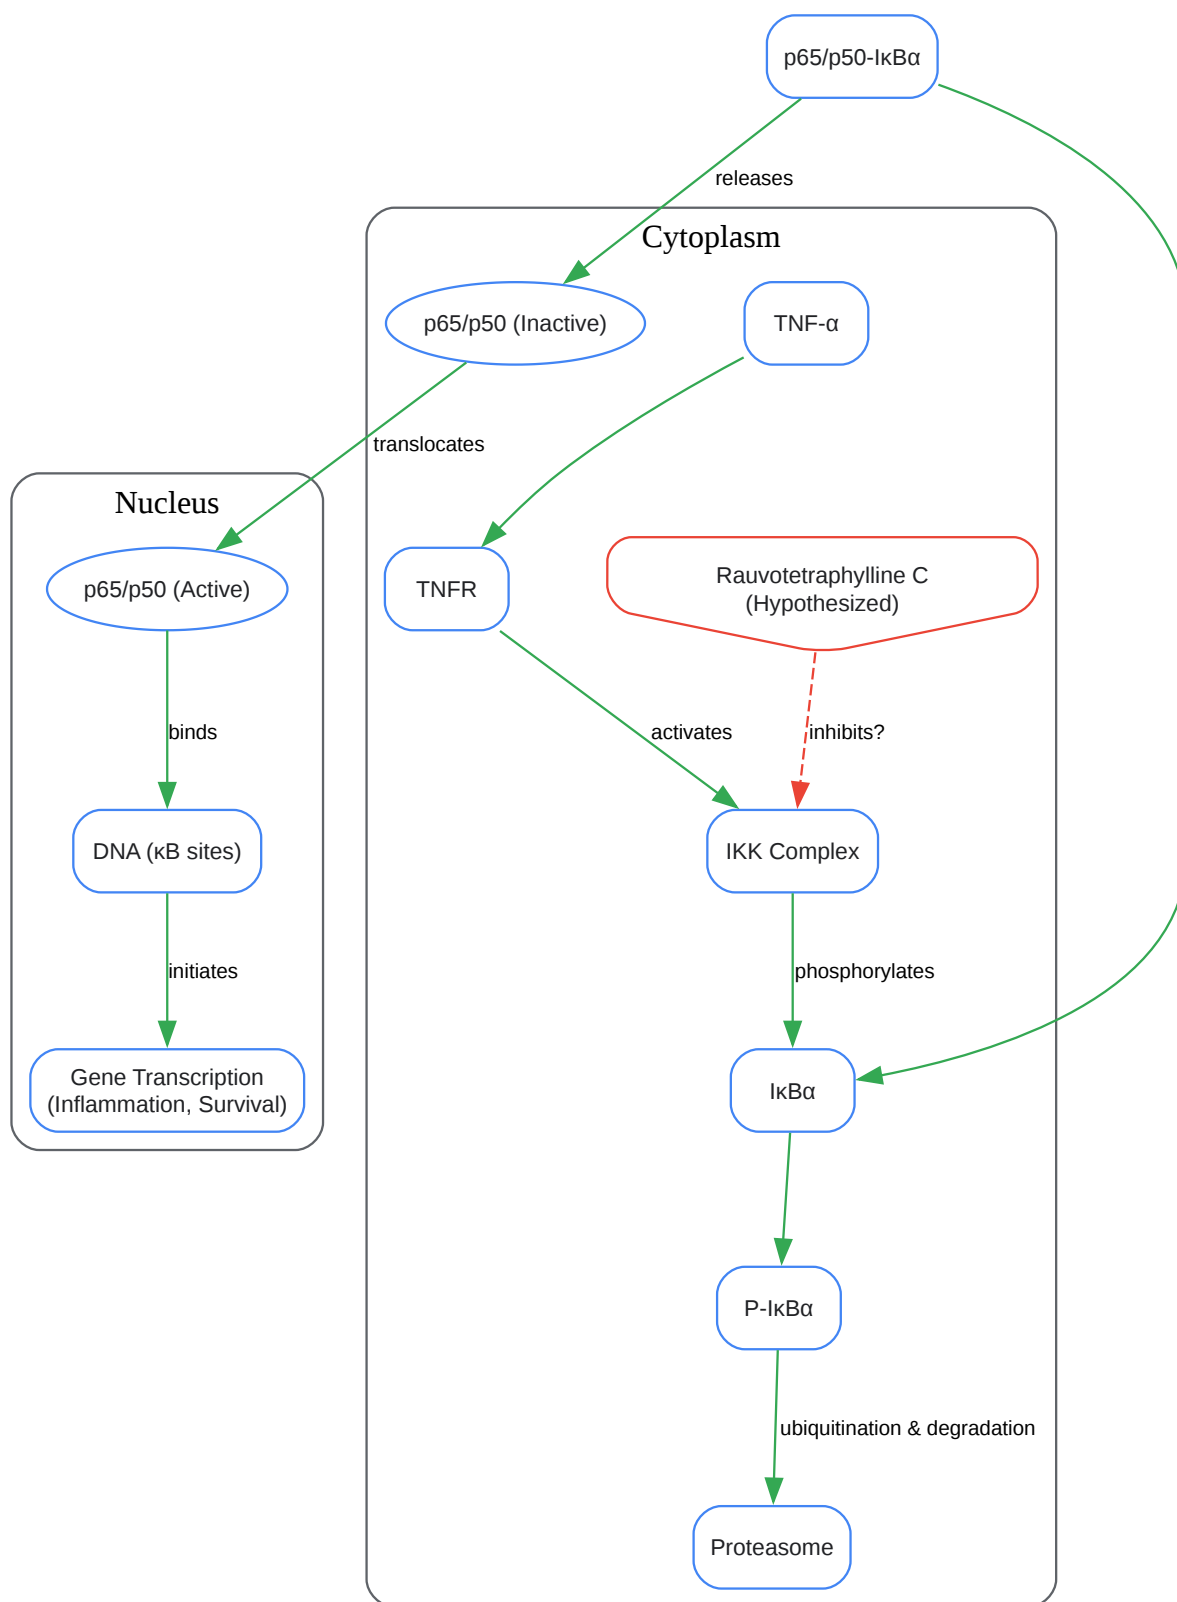 p65/p50-IκBα
releases
Cytoplasm
p65/p50 (Inactive)
TNF-α
translocates
Nucleus
p65/p50 (Active)
TNFR
Rauvotetraphylline C
(Hypothesized)
binds
activates
inhibits?
DNA (κB sites)
IKK Complex
initiates
phosphorylates
Gene Transcription
(Inflammation, Survival)
IκBα
P-IκBα
ubiquitination & degradation
Proteasome